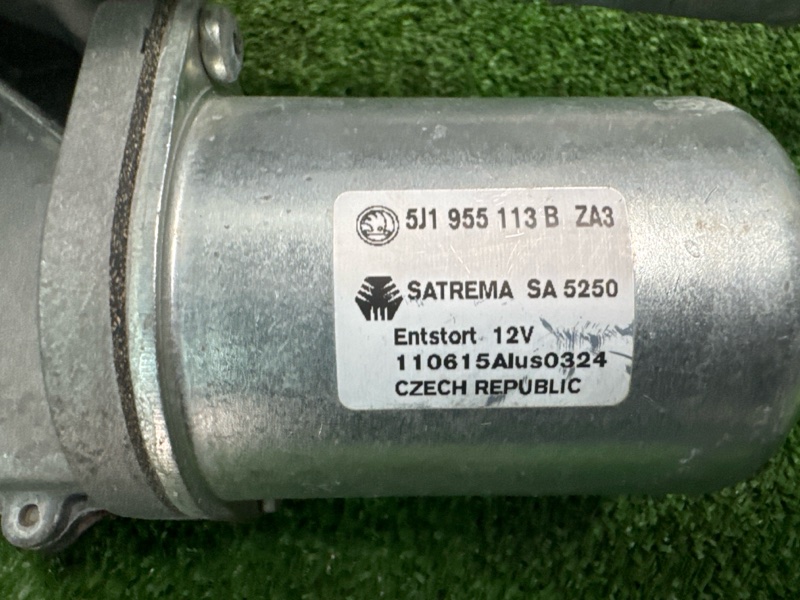 5J1 955 113 B ZA3
SATREMA SA 5250
Entstort 12V
110615Alus0324
CZECH REPUBLIC